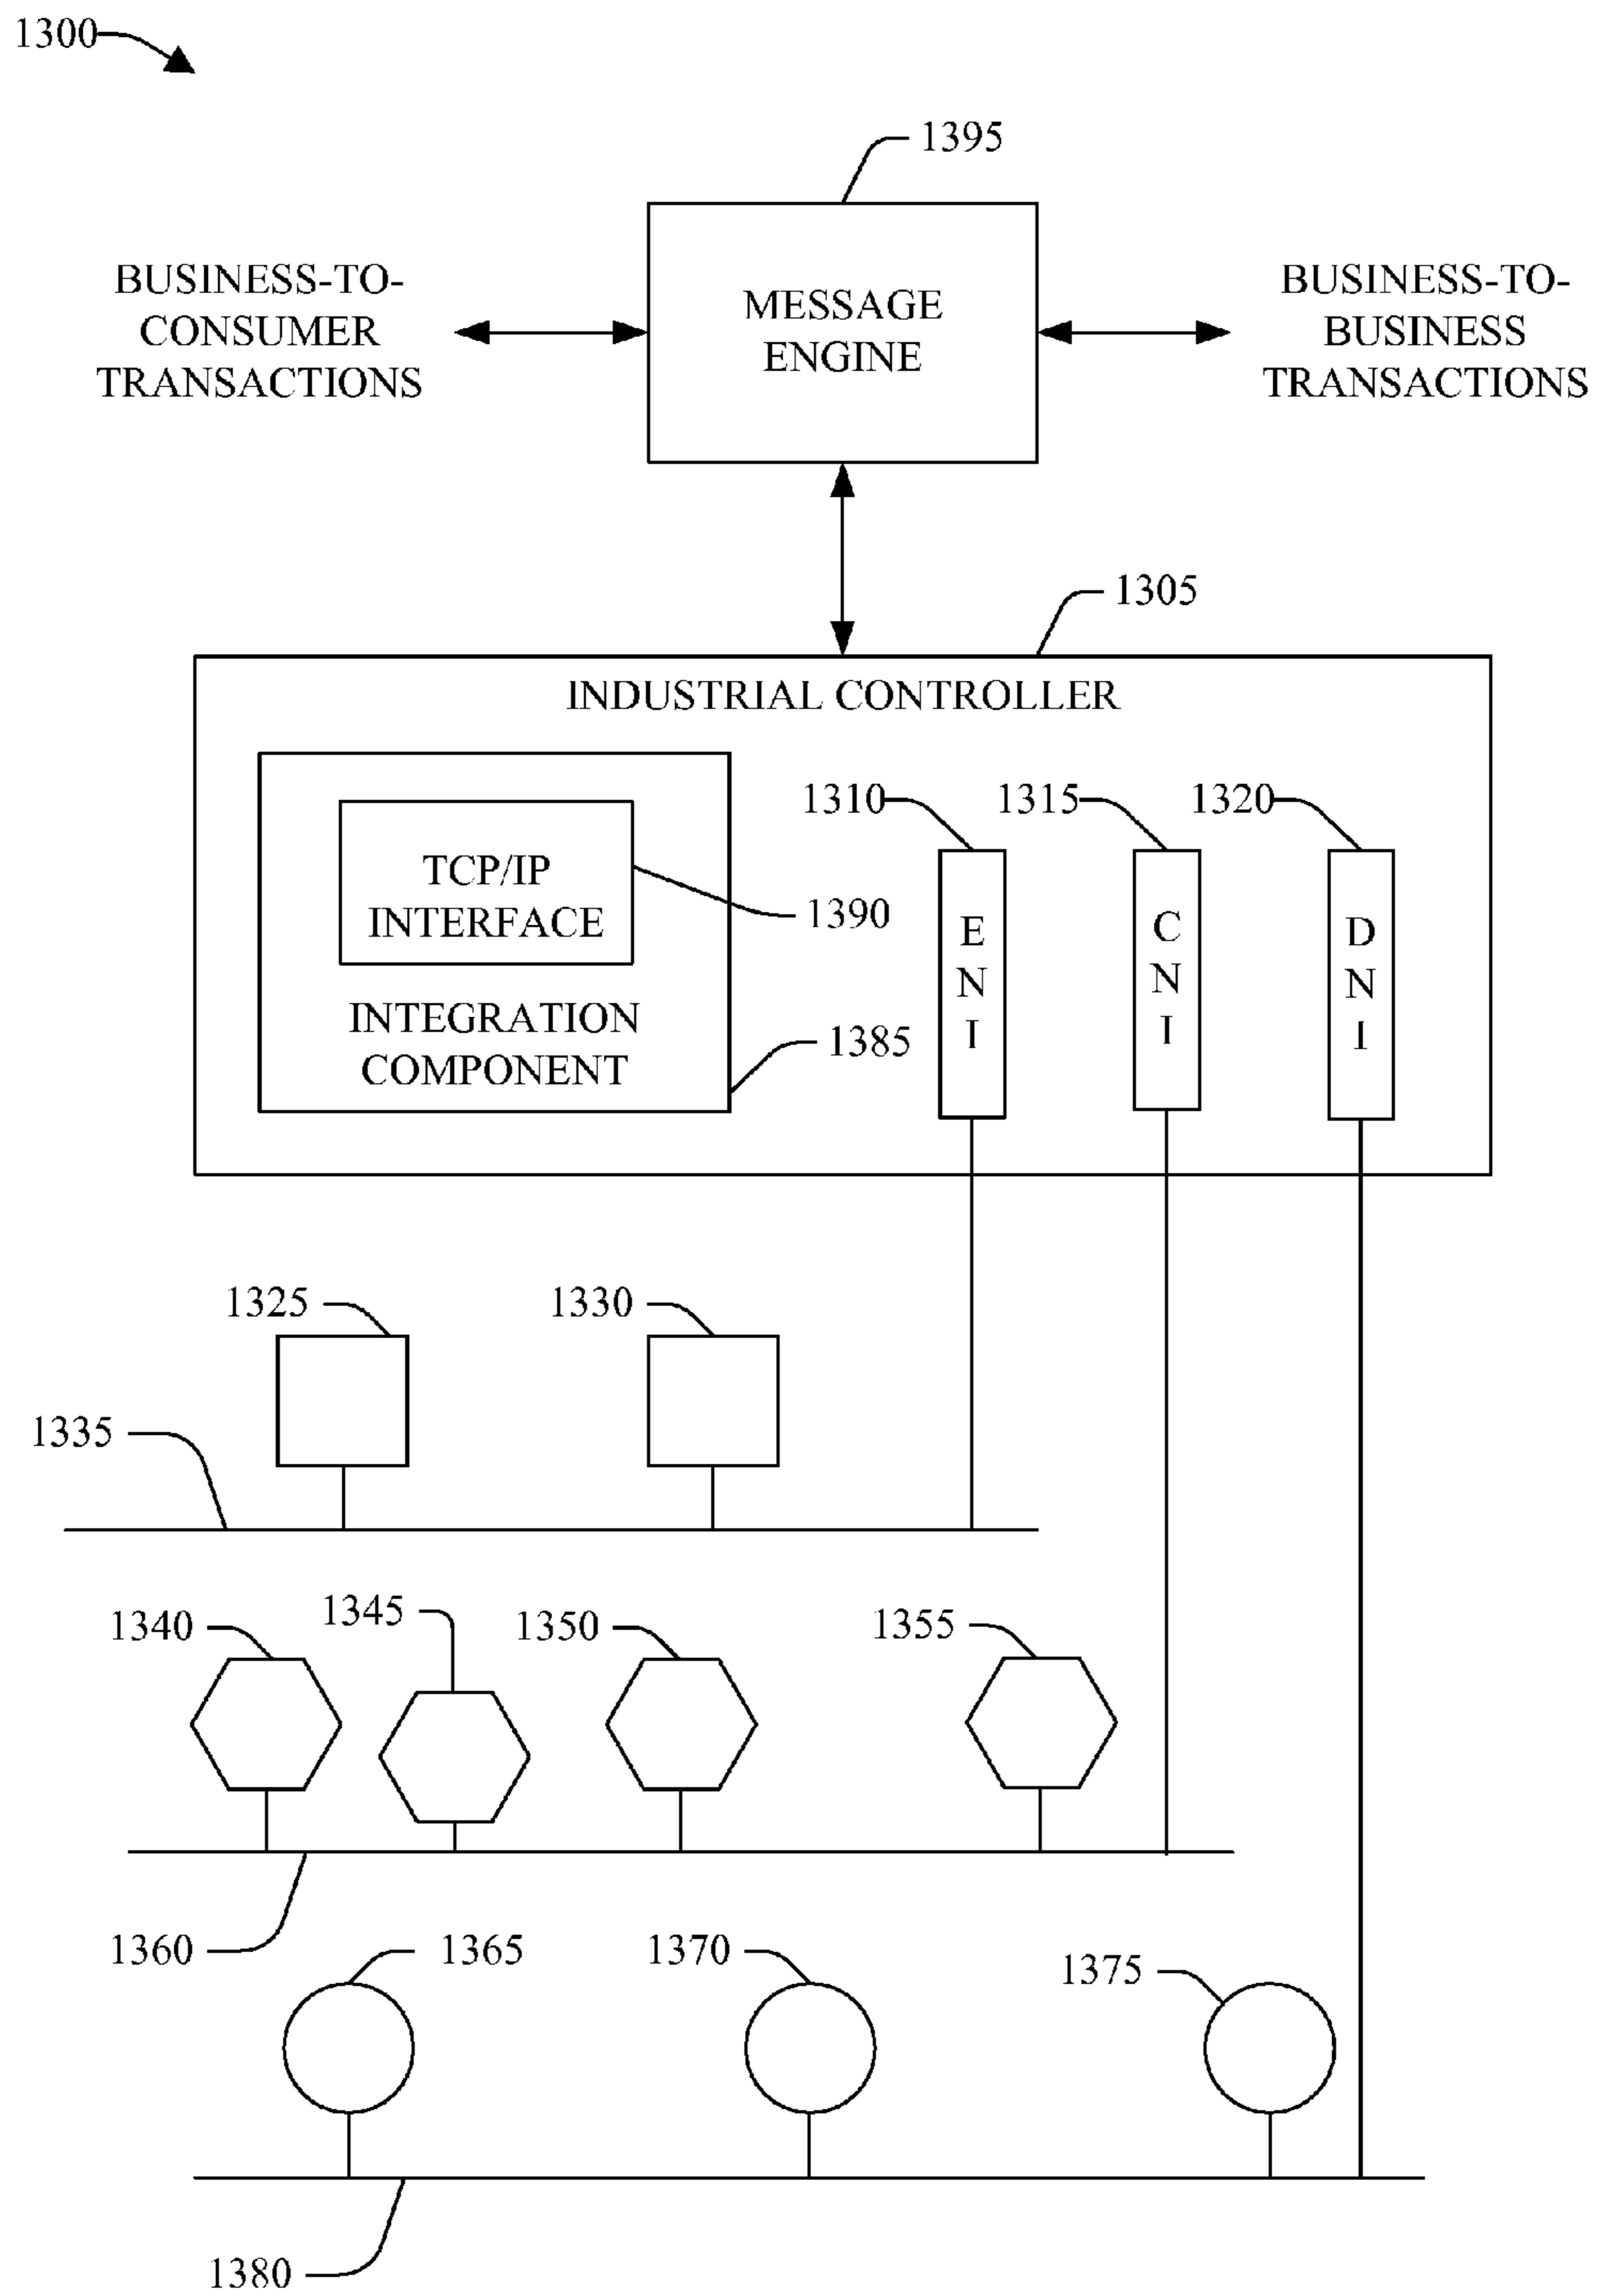 1300
1395
BUSINESS-TO-
CONSUMER
TRANSACTIONS
MESSAGE
ENGINE
BUSINESS-TO-
BUSINESS
TRANSACTIONS
1305
INDUSTRIAL CONTROLLER
1310
1315
1320
TCP/IP
INTERFACE
1390
INTEGRATION
COMPONENT
1385
E
N
I
C
N
I
D
N
I
1325
1330
1335
1340
1345
1350
1355
1360
1365
1370
1375
1380